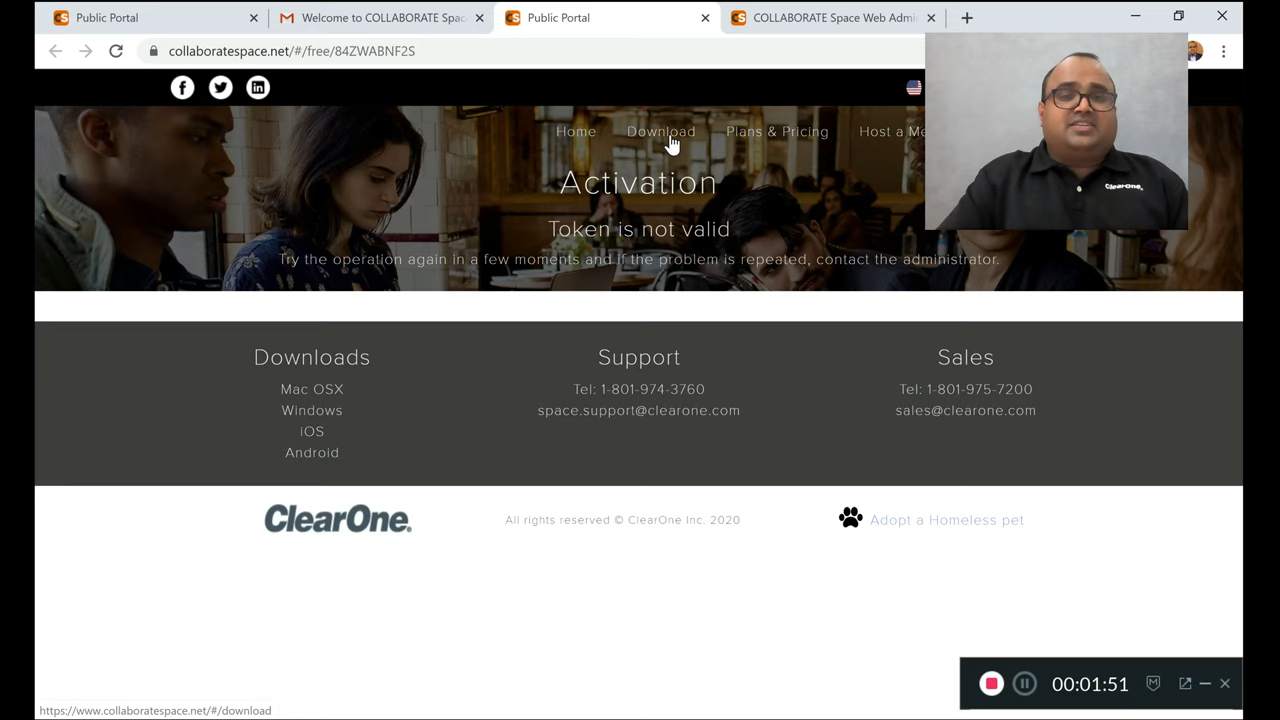 Public Portal
Welcome to COLLABORATE Spac
Public Portal
COLLABORATE Space Web Admi
collaboratespace.net/#/free/84ZWABNF2S
Home Download Plans & Pricing Host a Me
ClearOne
Activation
Token is not valid
Try the operation again in a few moments and if the problem is repeated, contact the administrator.
Downloads
Mac OSX
Windows
iOS
Android
Support
Tel: 1-801-974-3760
space.support@clearone.com
Sales
Tel: 1-801-975-7200
sales@clearone.com
ClearOne
All rights reserved © ClearOne Inc. 2020
Adopt a Homeless pet
00:01:51
https://www.collaboratespace.net/#/download